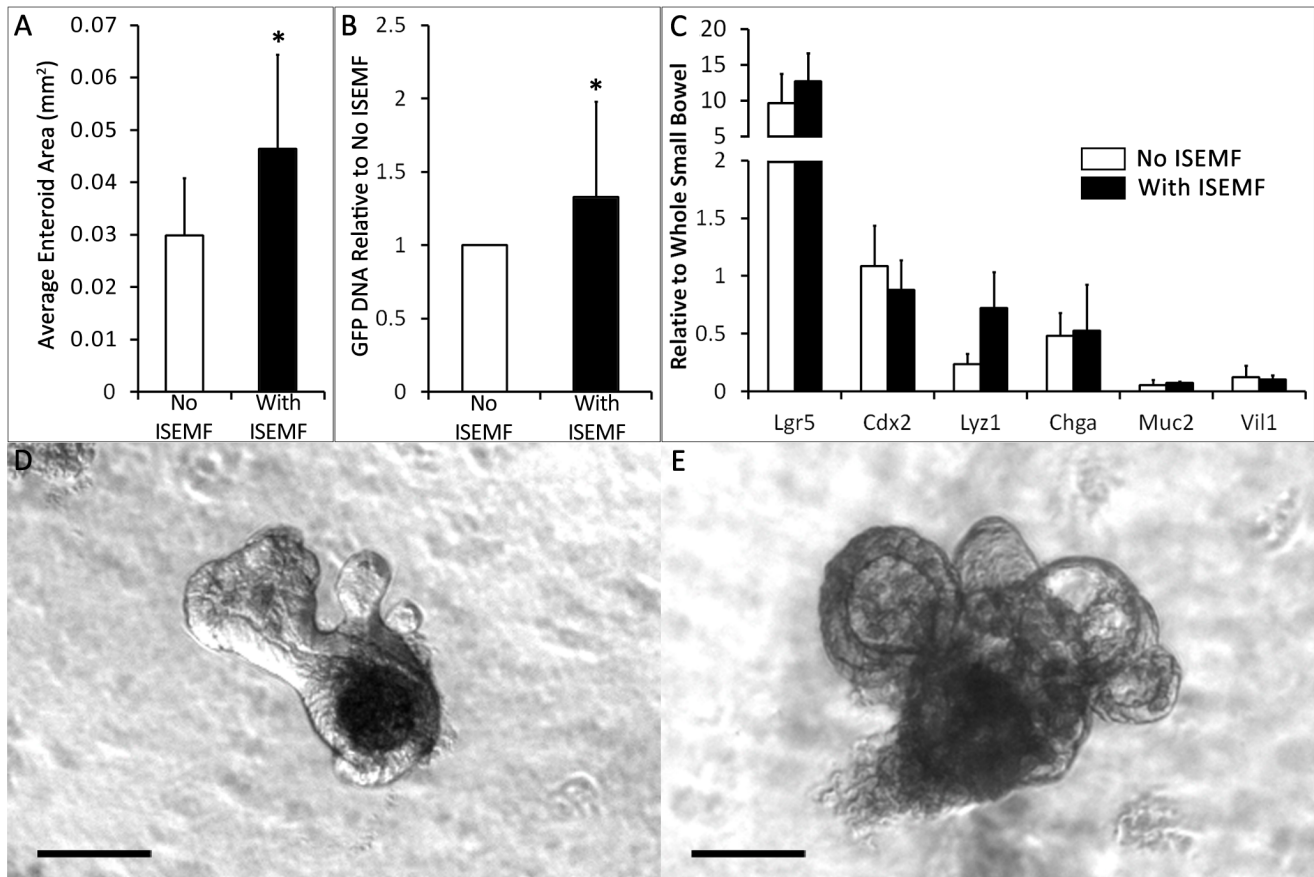 A
Average Enteroid Area (mm²)
0.07
0.06
0.05
0.04
0.03
0.02
0.01
0
*
No
ISEMF
With
ISEMF
B
GFP DNA Relative to No ISEMF
2.5
2
1.5
1
0.5
0
*
No
ISEMF
With
ISEMF
C
Relative to Whole Small Bowel
20
15
10
5
2
1.5
1
0.5
0
No ISEMF
With ISEMF
Lgr5
Cdx2
Lyz1
Chga
Muc2
Vil1
D
E